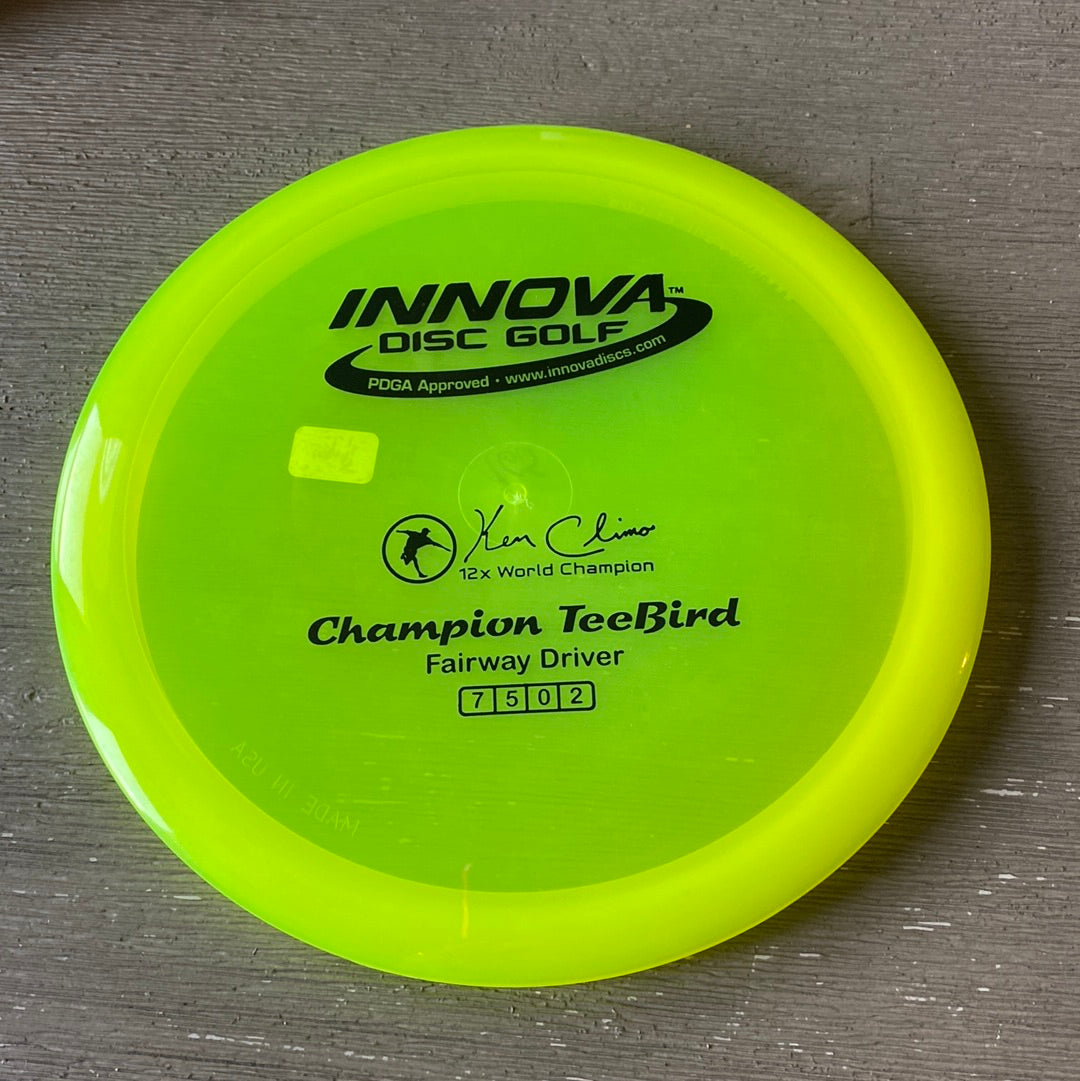 INNOVA™
DISC GOLF
PDGA Approved • www.innovadiscs.com
Ken Climo
12x World Champion
Champion TeeBird
Fairway Driver
7 5 0 2
MADE IN USA